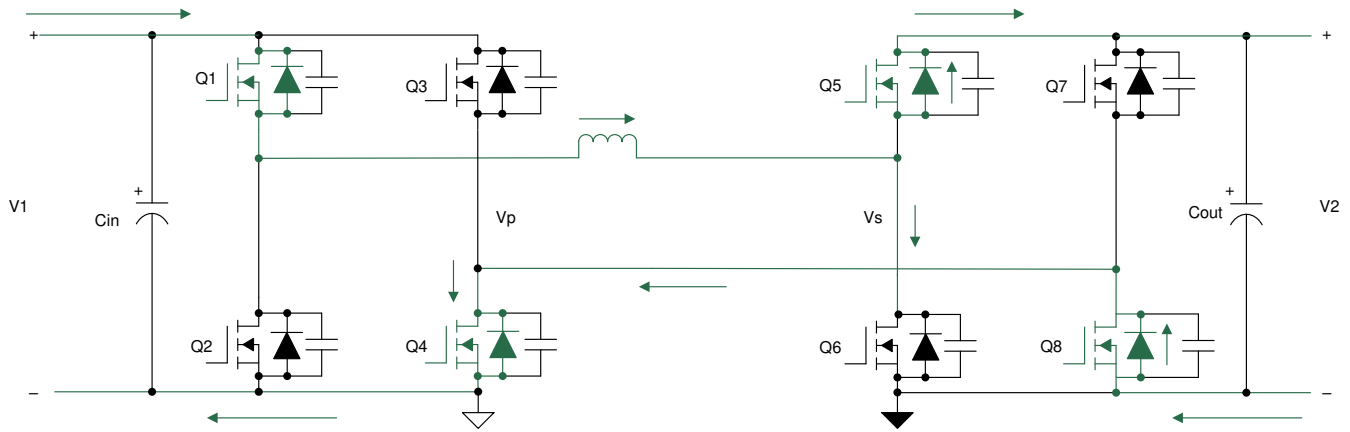 +
Q1
Q3
Q5
Q7
+
V1
+
Cin
Vp
Vs
+
Cout
V2
Q2
Q4
Q6
Q8
–
–